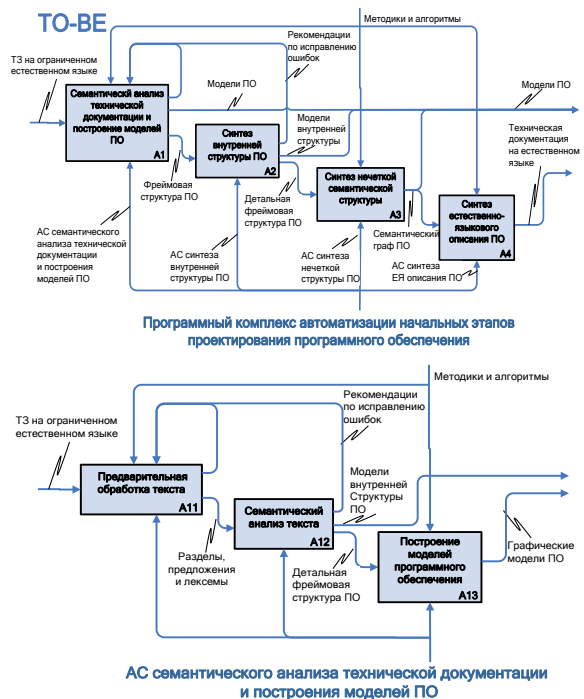 TO-BE
Методики и алгоритмы
Рекомендации
по исправлению
ошибок
ТЗ на ограниченном
естественном языке
Модели ПО
Модели ПО
Семантический анализ
технической
документации и
построение моделей
ПО
A1
Синтез
внутренней
структуры ПО
A2
Модели
внутренней
структуры
Техническая
документация
на естественном
языке
Фреймовая
структура ПО
Детальная
фреймовая
структура ПО
Синтез нечеткой
семантической
структуры
A3
Семантический
граф ПО
Синтез
естественно-
языкового
описания ПО
A4
АС семантического
анализа технической
документации
и построения
моделей ПО
АС синтеза
внутренней
структуры ПО
АС синтеза
нечеткой
структуры ПО
АС синтеза
ЕЯ описания ПО
Программный комплекс автоматизации начальных этапов
проектирования программного обеспечения
Методики и алгоритмы
Рекомендации
по исправлению
ошибок
ТЗ на ограниченном
естественном языке
Предварительная
обработка текста
A11
Модели
внутренней
Структуры
ПО
Семантический
анализ текста
A12
Разделы,
предложения
и лексемы
Детальная
фреймовая
структура ПО
Построение
моделей
программного
обеспечения
A13
Графические
модели ПО
АС семантического анализа технической документации
и построения моделей ПО